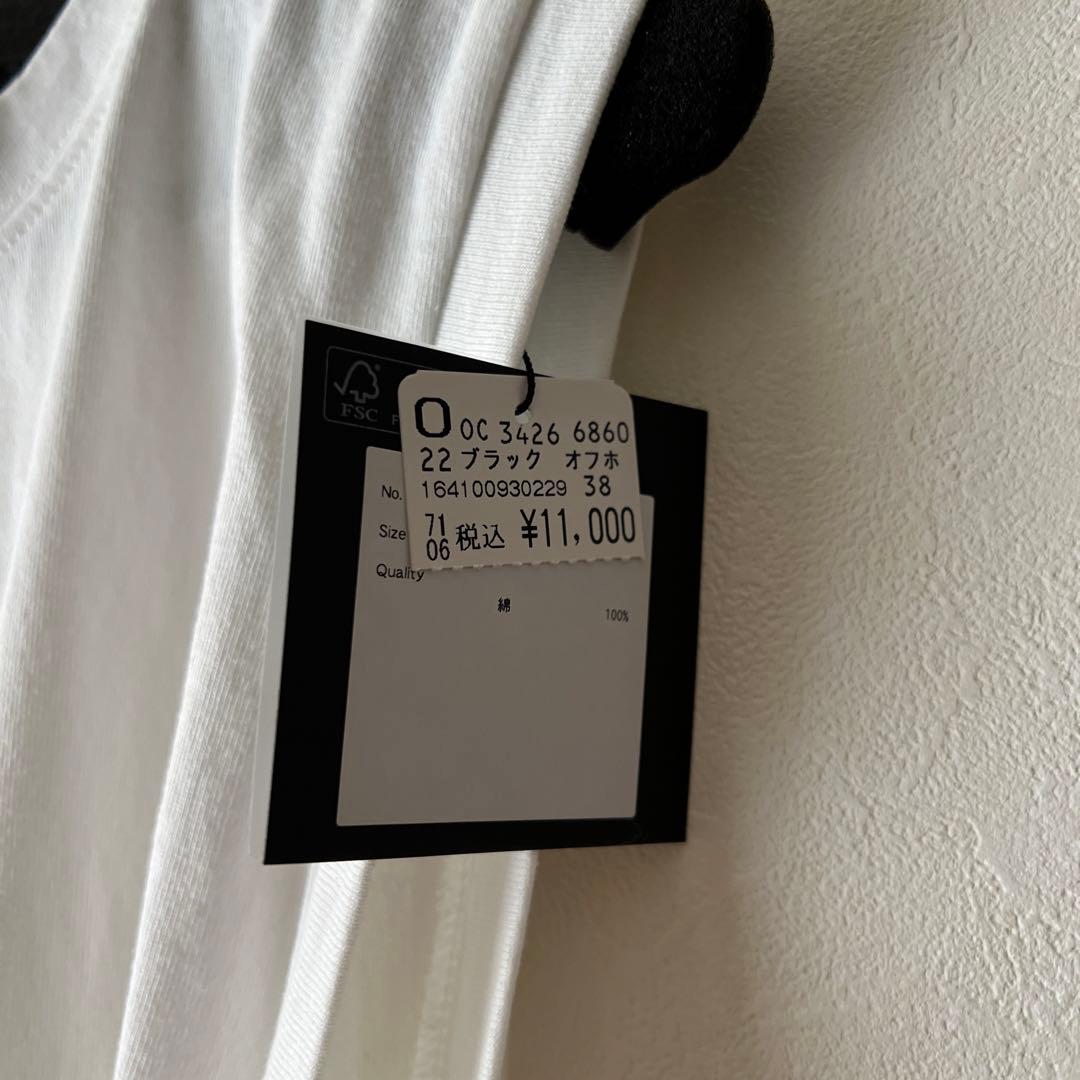 FSC
O OC 3426 6860
22 ブラック オフホ
164100930229 38
71 06 税込 ¥11,000
No.
Size
Quality
綿 100%